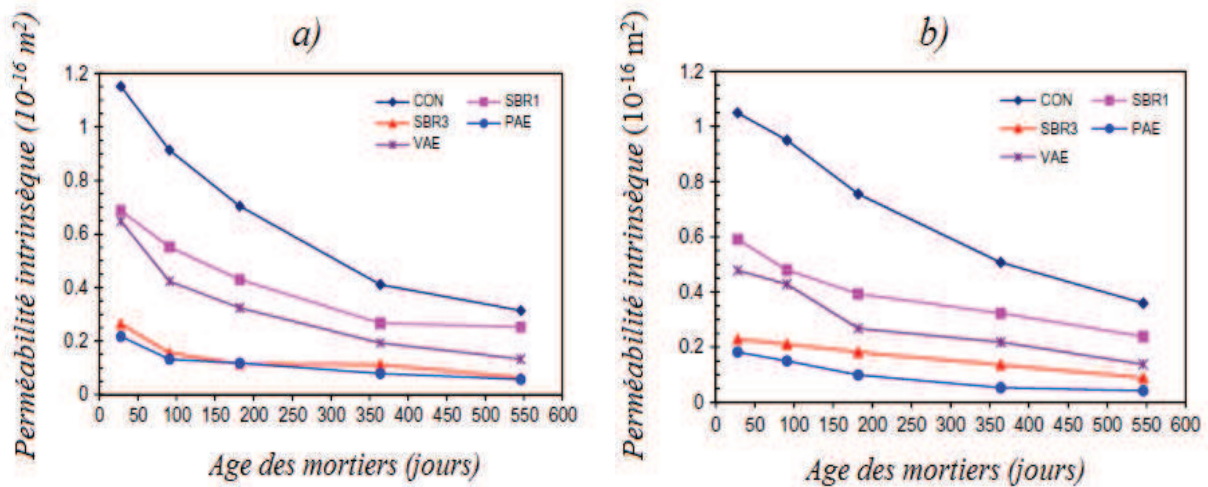 a)
Perméabilité intrinsèque (10⁻¹⁶ m²)
1.2
1
0.8
0.6
0.4
0.2
0
CON
SBR1
SBR3
PAE
VAE
0 50 100 150 200 250 300 350 400 450 500 550 600
Age des mortiers (jours)
b)
Perméabilité intrinsèque (10⁻¹⁶ m²)
1.2
1
0.8
0.6
0.4
0.2
0
CON
SBR1
SBR3
PAE
VAE
0 50 100 150 200 250 300 350 400 450 500 550 600
Age des mortiers (jours)